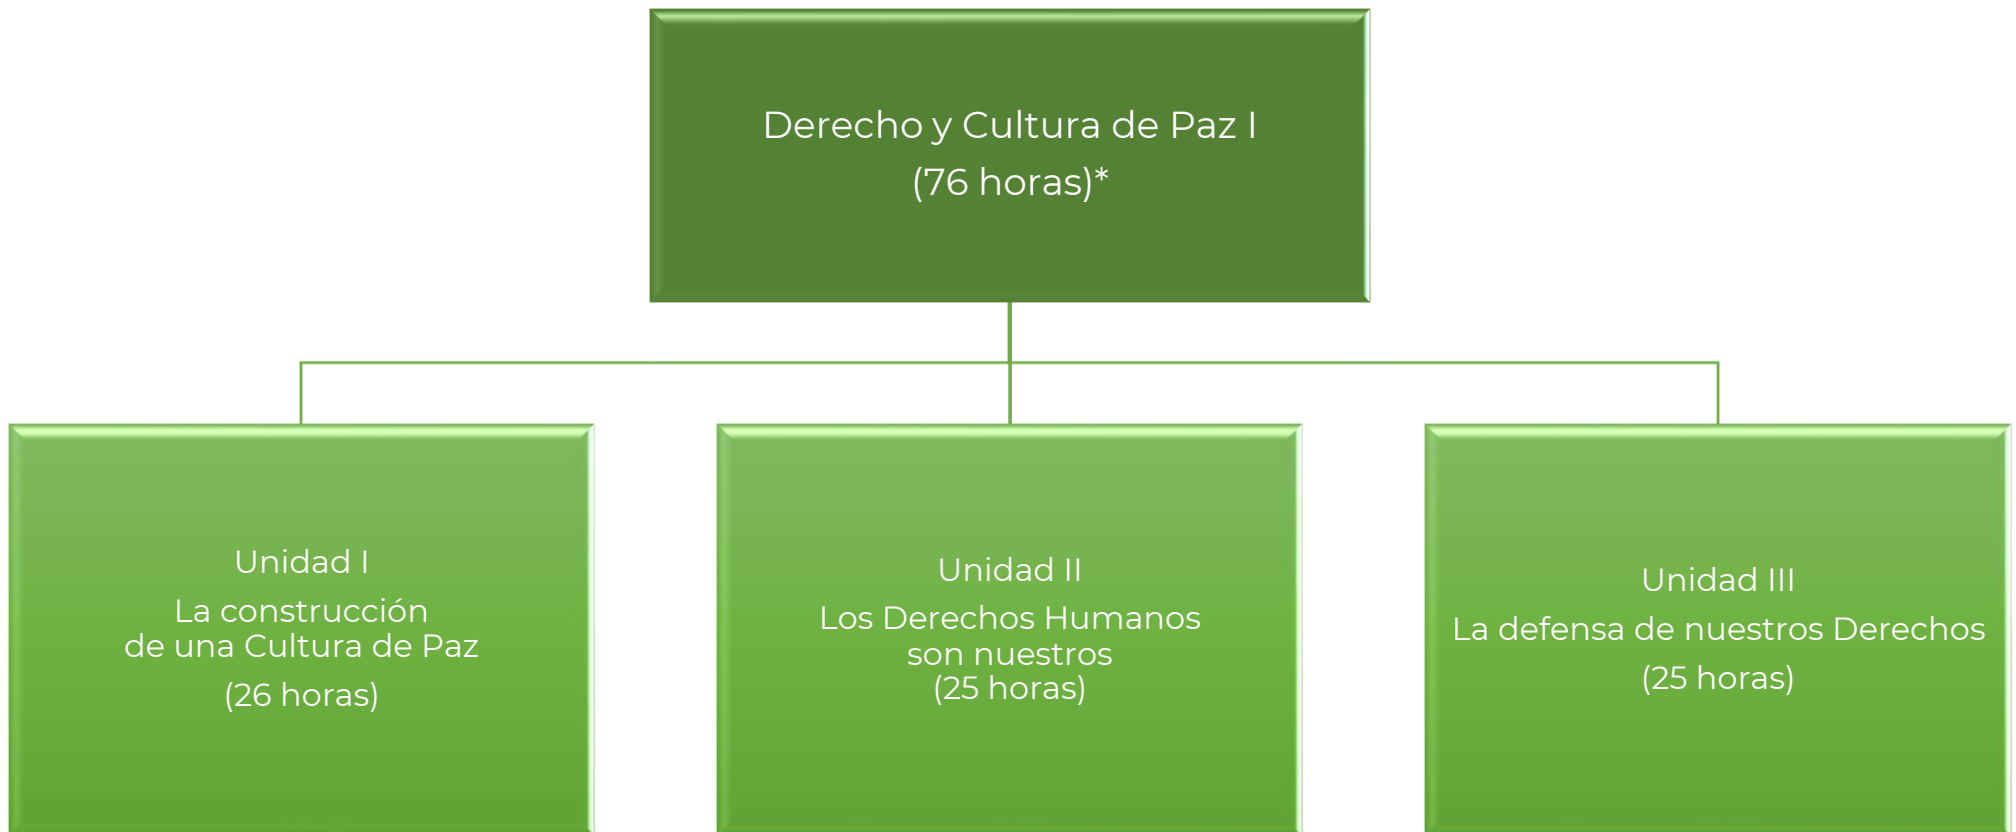 Derecho y Cultura de Paz I
(76 horas)*
Unidad I
La construcción
de una Cultura de Paz
(26 horas)
Unidad II
Los Derechos Humanos
son nuestros
(25 horas)
Unidad III
La defensa de nuestros Derechos
(25 horas)